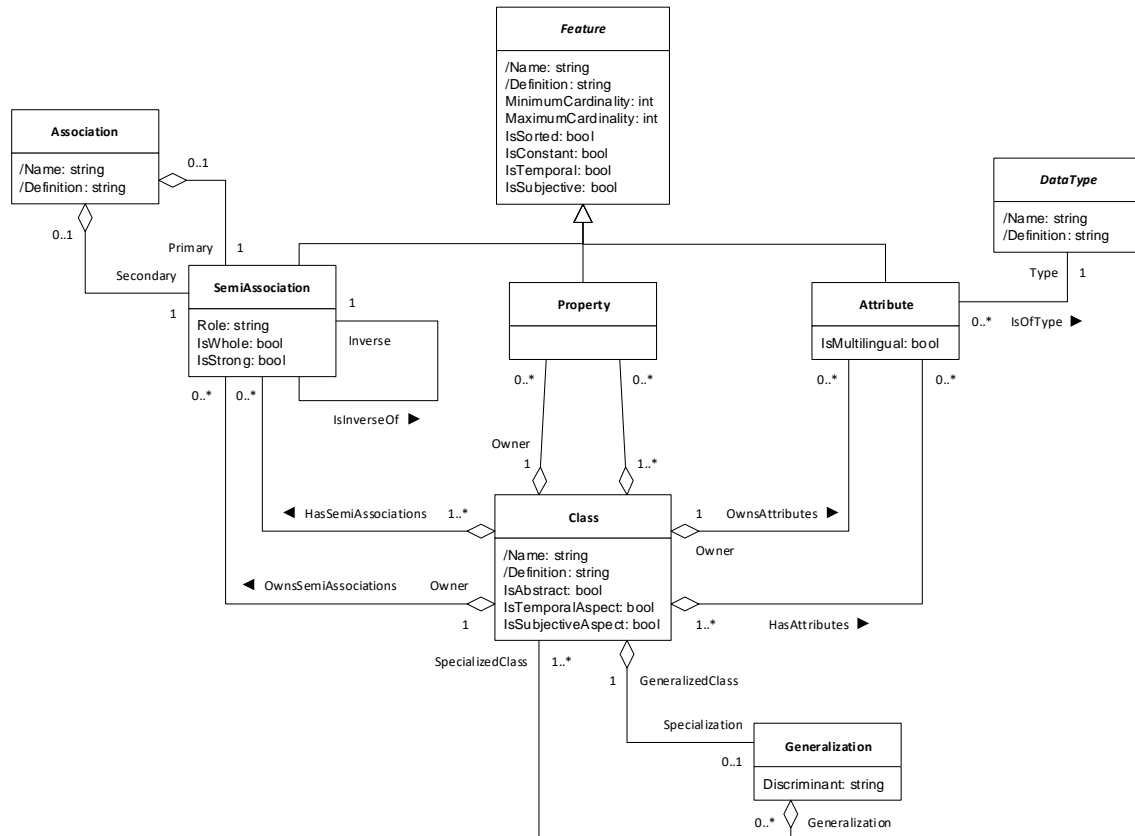 Feature
/Name: string
/Definition: string
MinimumCardinality: int
MaximumCardinality: int
IsSorted: bool
IsConstant: bool
IsTemporal: bool
IsSubjective: bool
Association
/Name: string
/Definition: string
0..1
0..1
DataType
/Name: string
/Definition: string
Primary
1
Secondary
1
Type
1
SemiAssociation
Role: string
IsWhole: bool
IsStrong: bool
1
Inverse
IsInverseOf ►
Property
Attribute
IsMultilingual: bool
0..*
IsOfType ►
0..*
0..*
0..*
0..*
0..*
0..*
Owner
1
1..*
◄ HasSemiAssociations
1..*
Class
/Name: string
/Definition: string
IsAbstract: bool
IsTemporalAspect: bool
IsSubjectiveAspect: bool
1
OwnsAttributes ►
Owner
◄ OwnsSemiAssociations
Owner
1
1..*
HasAttributes ►
SpecializedClass
1..*
1
GeneralizedClass
Specialization
0..1
Generalization
Discriminant: string
0..*
Generalization